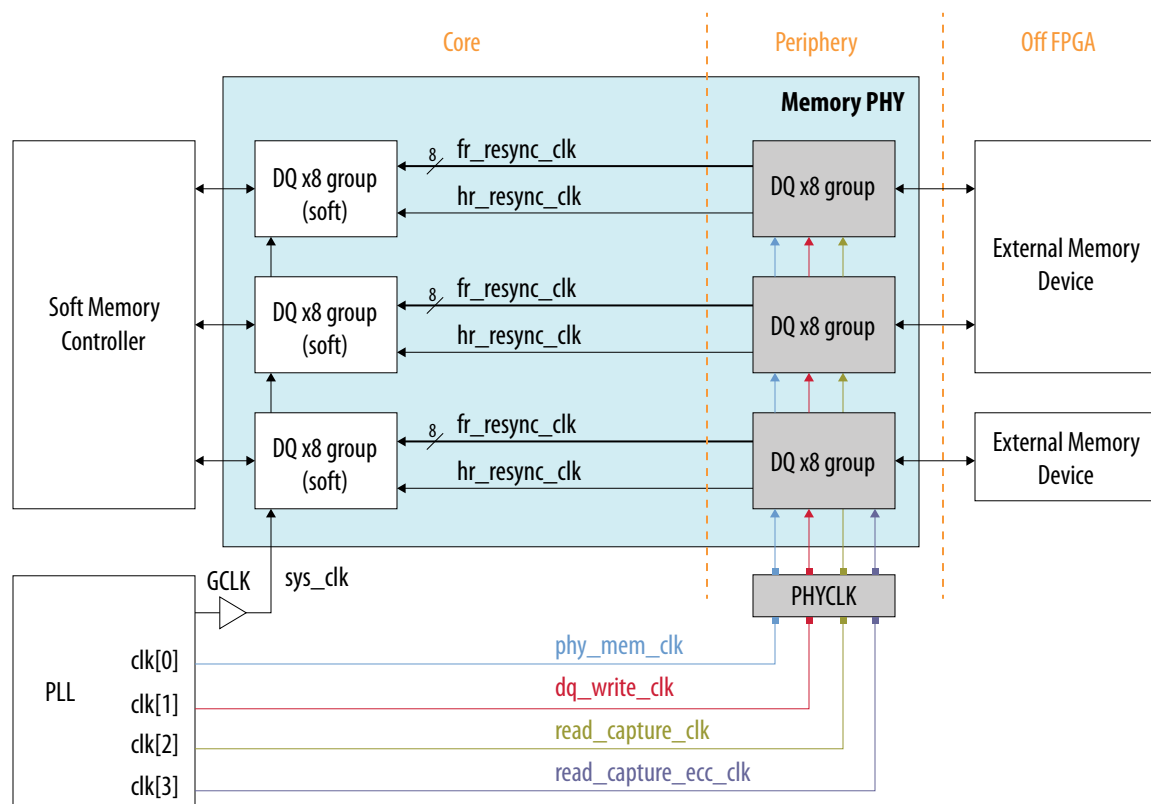 Core
Periphery
Off FPGA
Memory PHY
Soft Memory
Controller
DQ x8 group
(soft)
8
fr_resync_clk
hr_resync_clk
DQ x8 group
External Memory
Device
DQ x8 group
(soft)
8
fr_resync_clk
hr_resync_clk
DQ x8 group
DQ x8 group
(soft)
8
fr_resync_clk
hr_resync_clk
DQ x8 group
External Memory
Device
GCLK
sys_clk
PHYCLK
PLL
clk[0]
phy_mem_clk
clk[1]
dq_write_clk
clk[2]
read_capture_clk
clk[3]
read_capture_ecc_clk